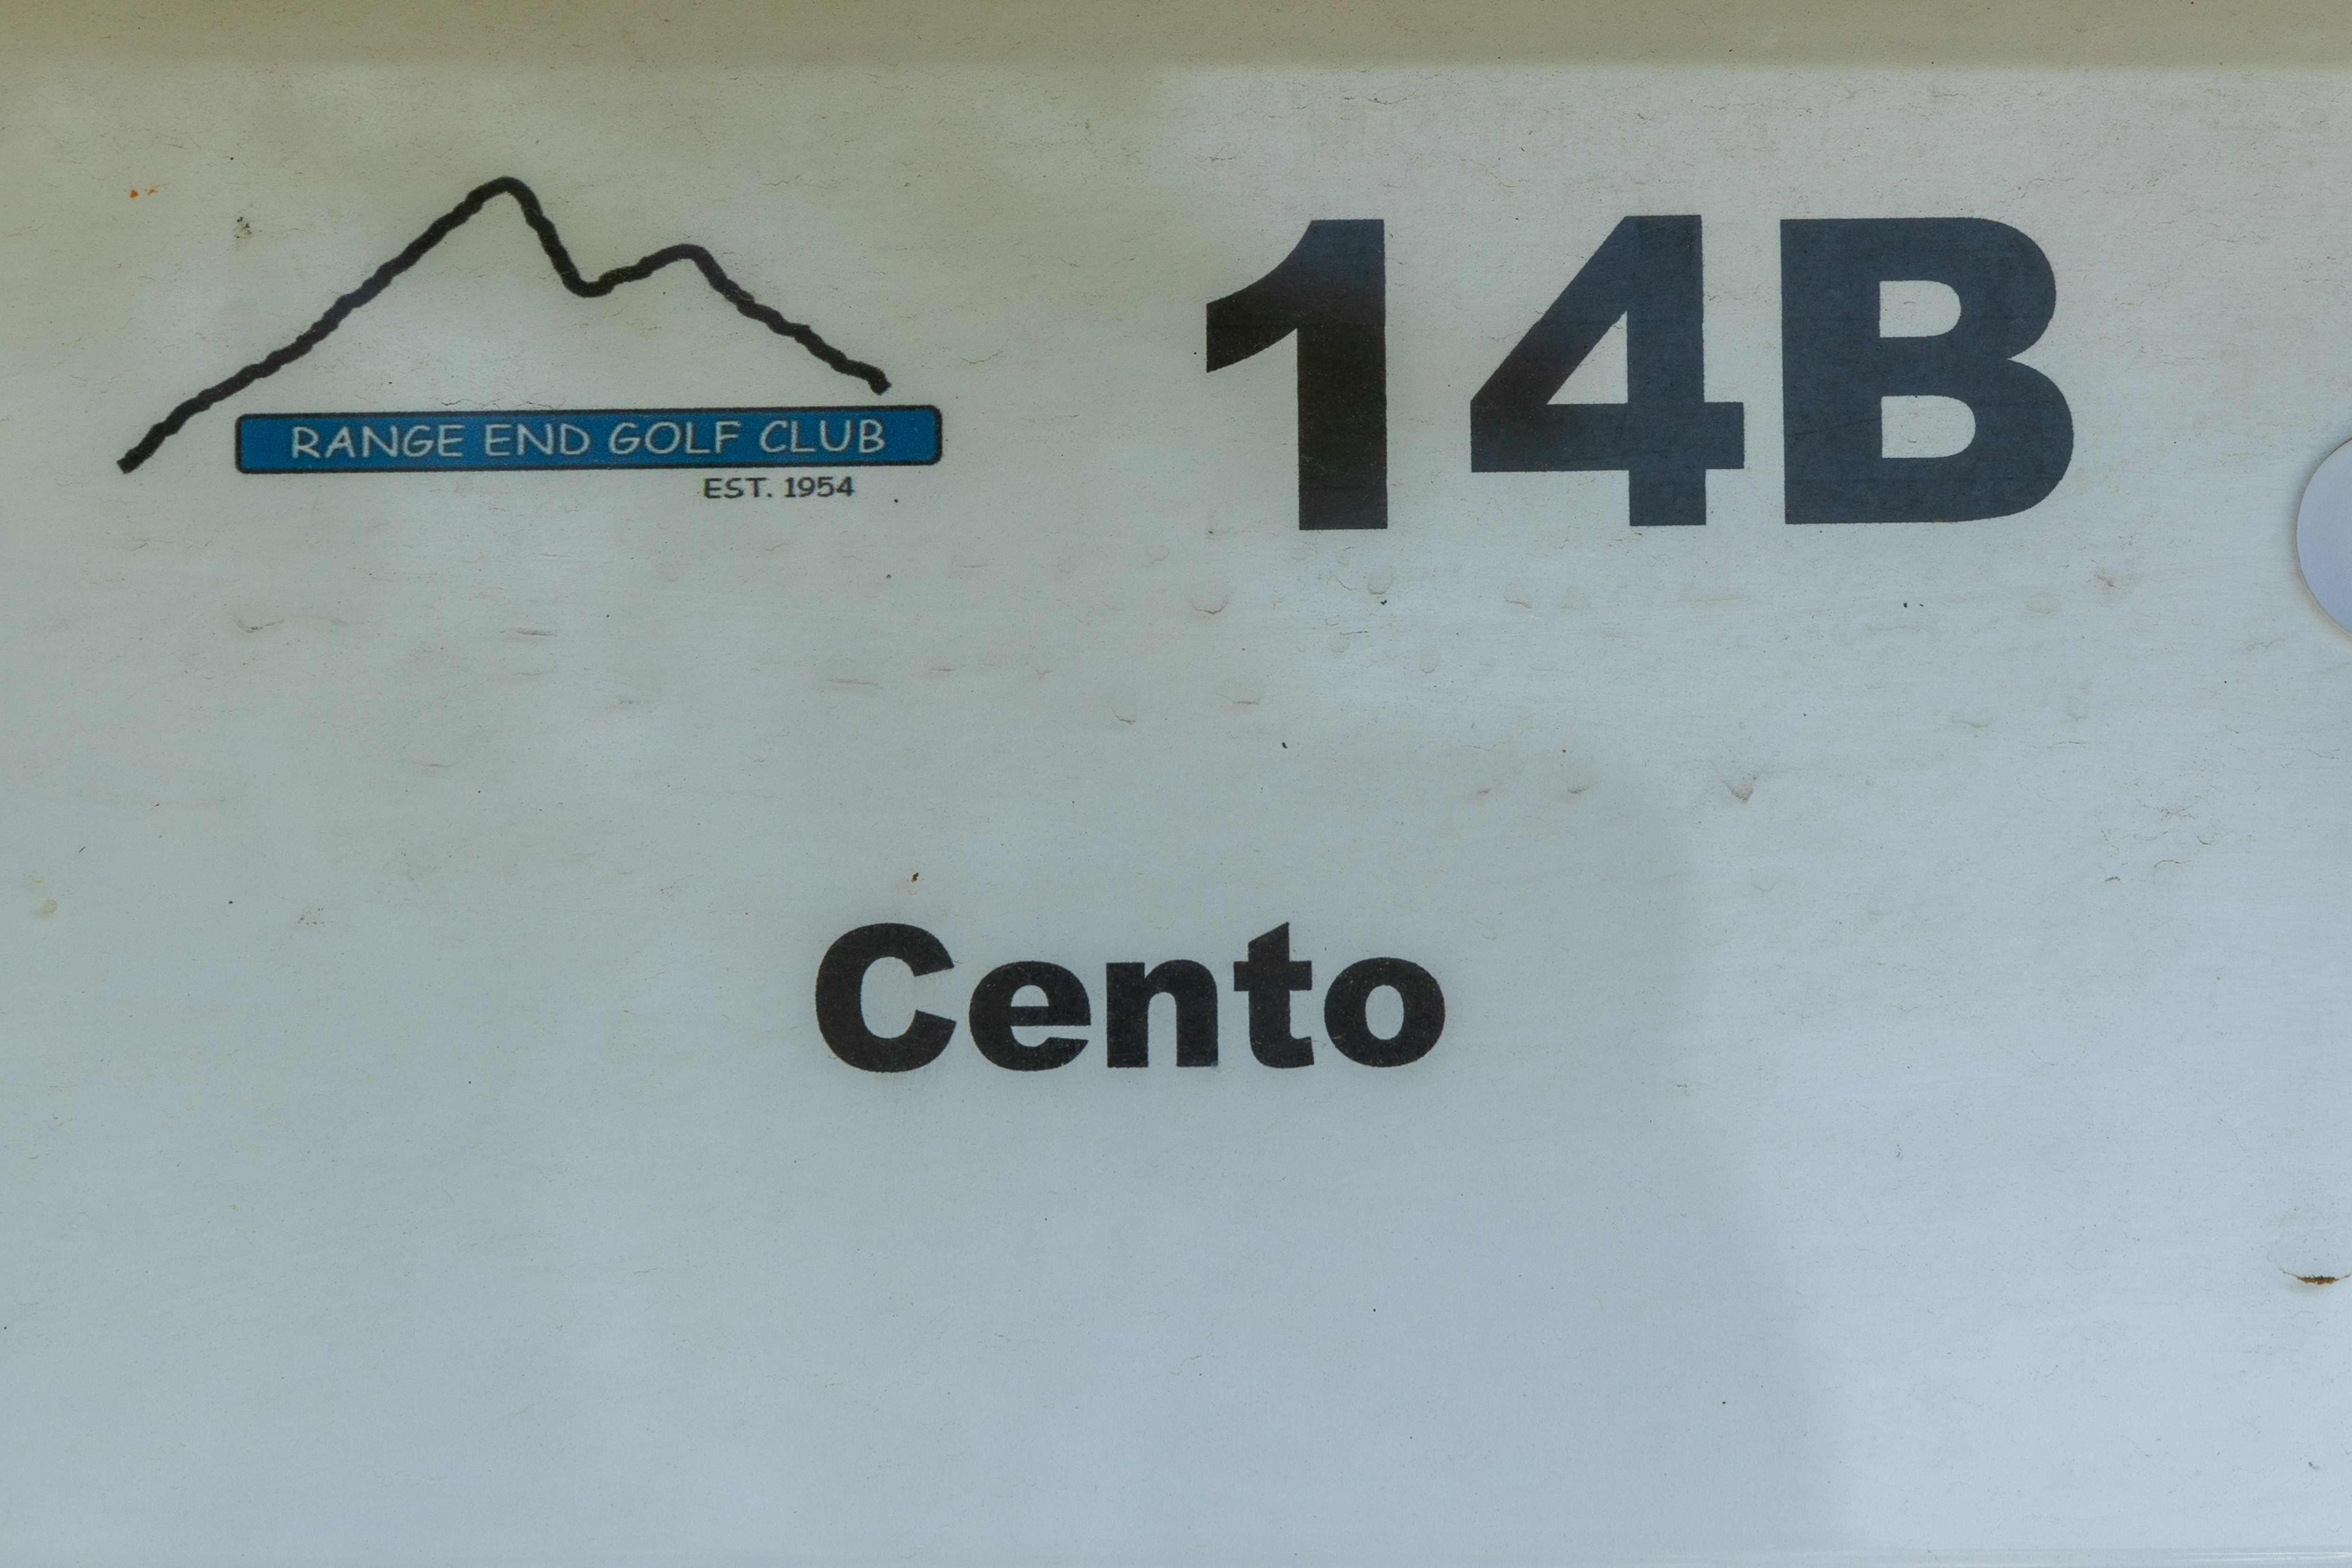 14B
RANGE END GOLF CLUB
EST. 1954
Cento